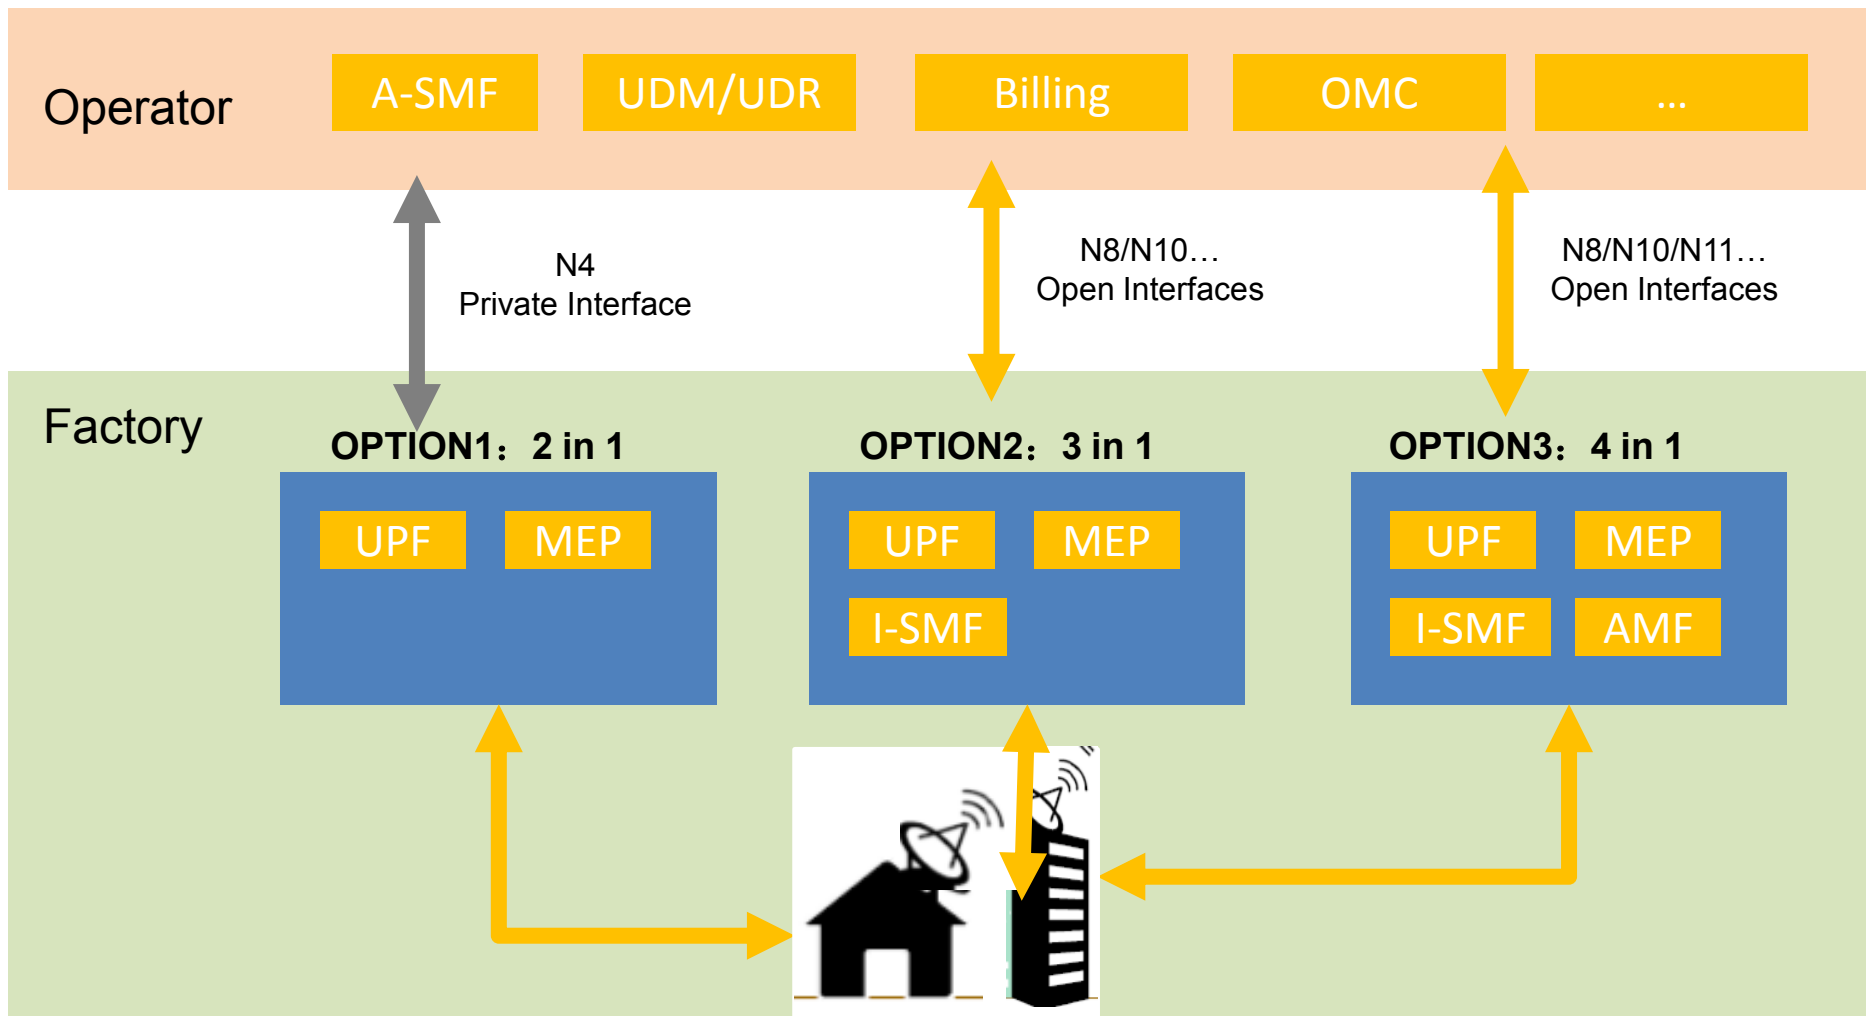 Operator
A-SMF
UDM/UDR
Billing
OMC
...
N4
Private Interface
N8/N10…
Open Interfaces
N8/N10/N11…
Open Interfaces
Factory
OPTION1：2 in 1
OPTION2：3 in 1
OPTION3：4 in 1
UPF
MEP
UPF
MEP
I-SMF
UPF
MEP
I-SMF
AMF